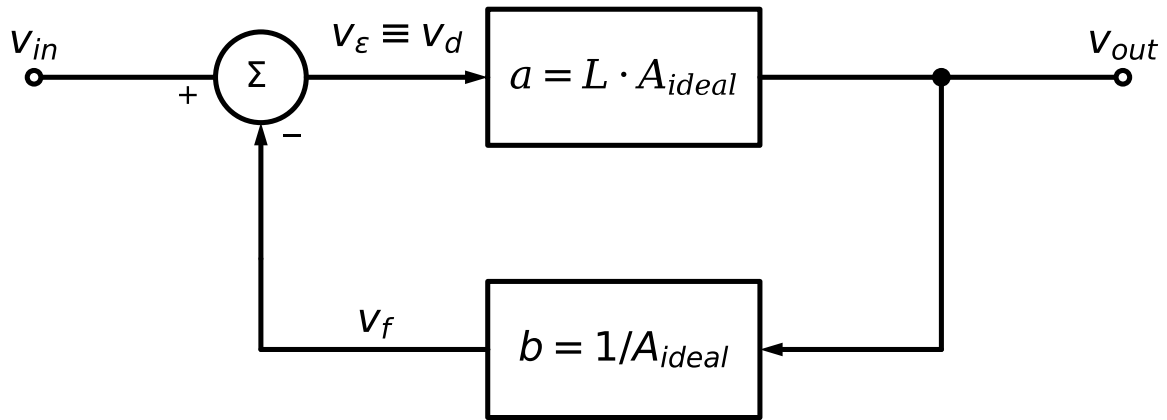 v_in
v_ε ≡ v_d
v_out
Σ
a = L · A_ideal
+
−
v_f
b = 1/A_ideal